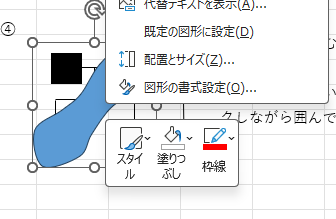 代替テキストを表示(A)...
④
既定の図形に設定(D)
配置とサイズ(Z)...
図形の書式設定(O)...
クしながら囲んで
スタイル
塗りつぶし
枠線